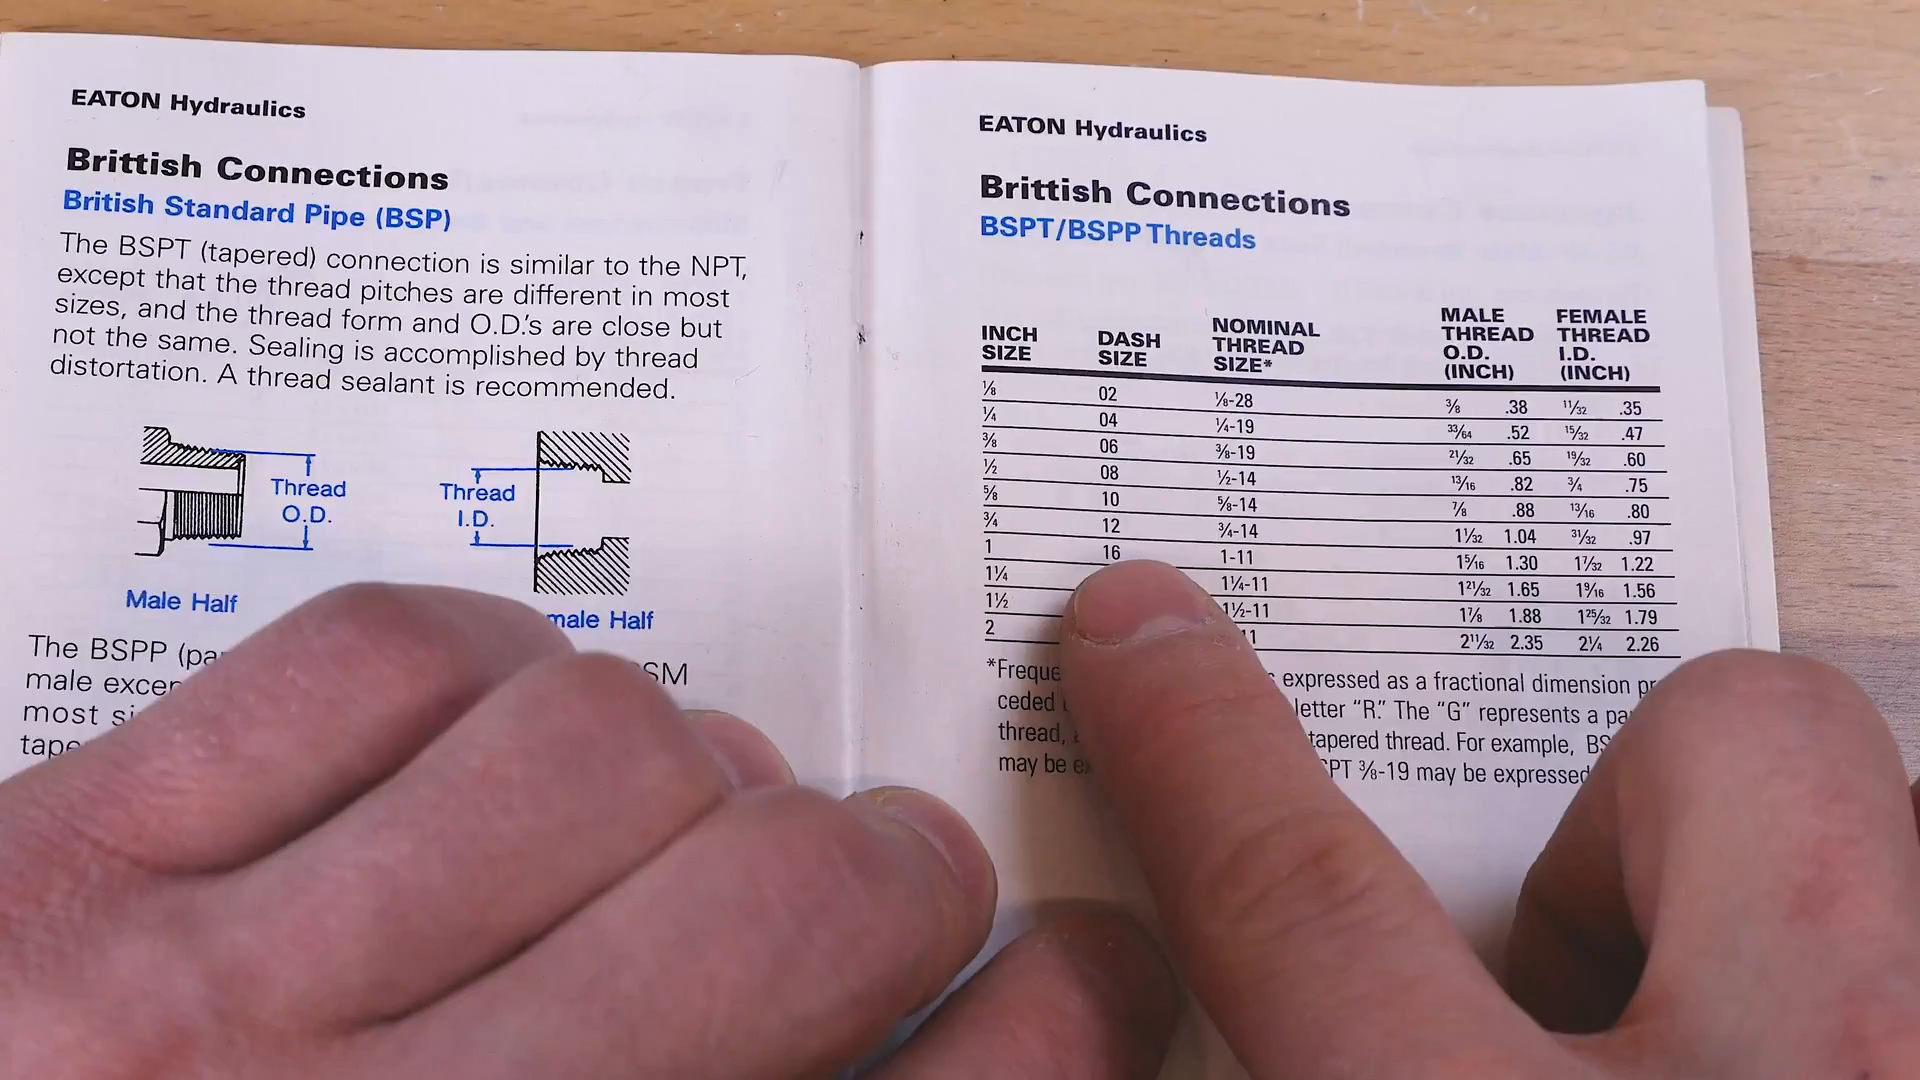 EATON Hydraulics
Brittish Connections
British Standard Pipe (BSP)
The BSPT (tapered) connection is similar to the NPT,
except that the thread pitches are different in most
sizes, and the thread form and O.D.'s are close but
not the same. Sealing is accomplished by thread
distortation. A thread sealant is recommended.
Thread
O.D.
Thread
I.D.
Male Half
male Half
The BSPP (pa
male excep
most si
tape
SM
EATON Hydraulics
Brittish Connections
BSPT/BSPP Threads
INCH SIZE DASH SIZE NOMINAL THREAD SIZE* MALE THREAD O.D. (INCH) FEMALE THREAD I.D. (INCH)
⅛ 02 ⅛-28 ⅜ .38 11/32 .35
¼ 04 ¼-19 33/64 .52 15/32 .47
⅜ 06 ⅜-19 21/32 .65 19/32 .60
½ 08 ½-14 13/16 .82 ¾ .75
⅝ 10 ⅝-14 ⅞ .88 13/16 .80
¾ 12 ¾-14 1 1/32 1.04 31/32 .97
1 16 1-11 1 5/16 1.30 1 7/32 1.22
1¼ 1¼-11 1 21/32 1.65 1 9/16 1.56
1½ 1½-11 1⅞ 1.88 1 25/32 1.79
2 11 2 11/32 2.35 2¼ 2.26
*Freque expressed as a fractional dimension pr
ceded letter “R.” The “G” represents a pa
thread, tapered thread. For example, BS
may be ex PT ⅜-19 may be expressed